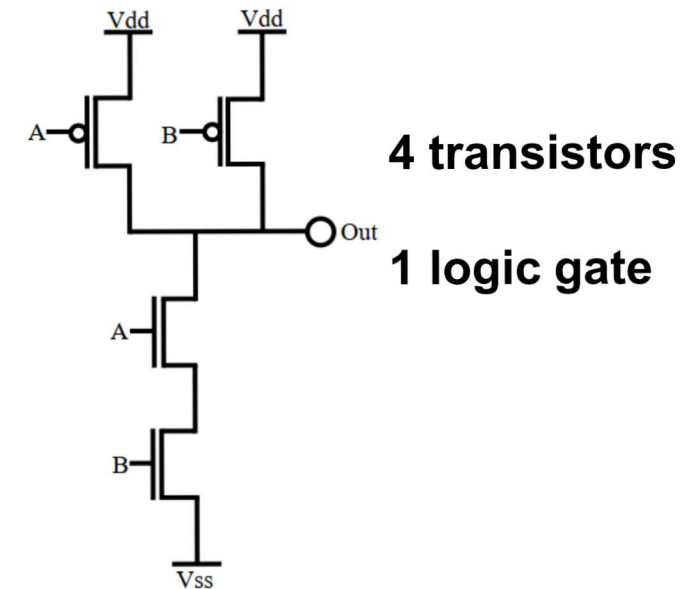 Vdd
Vdd
A
B
4 transistors
Out
1 logic gate
A
B
Vss